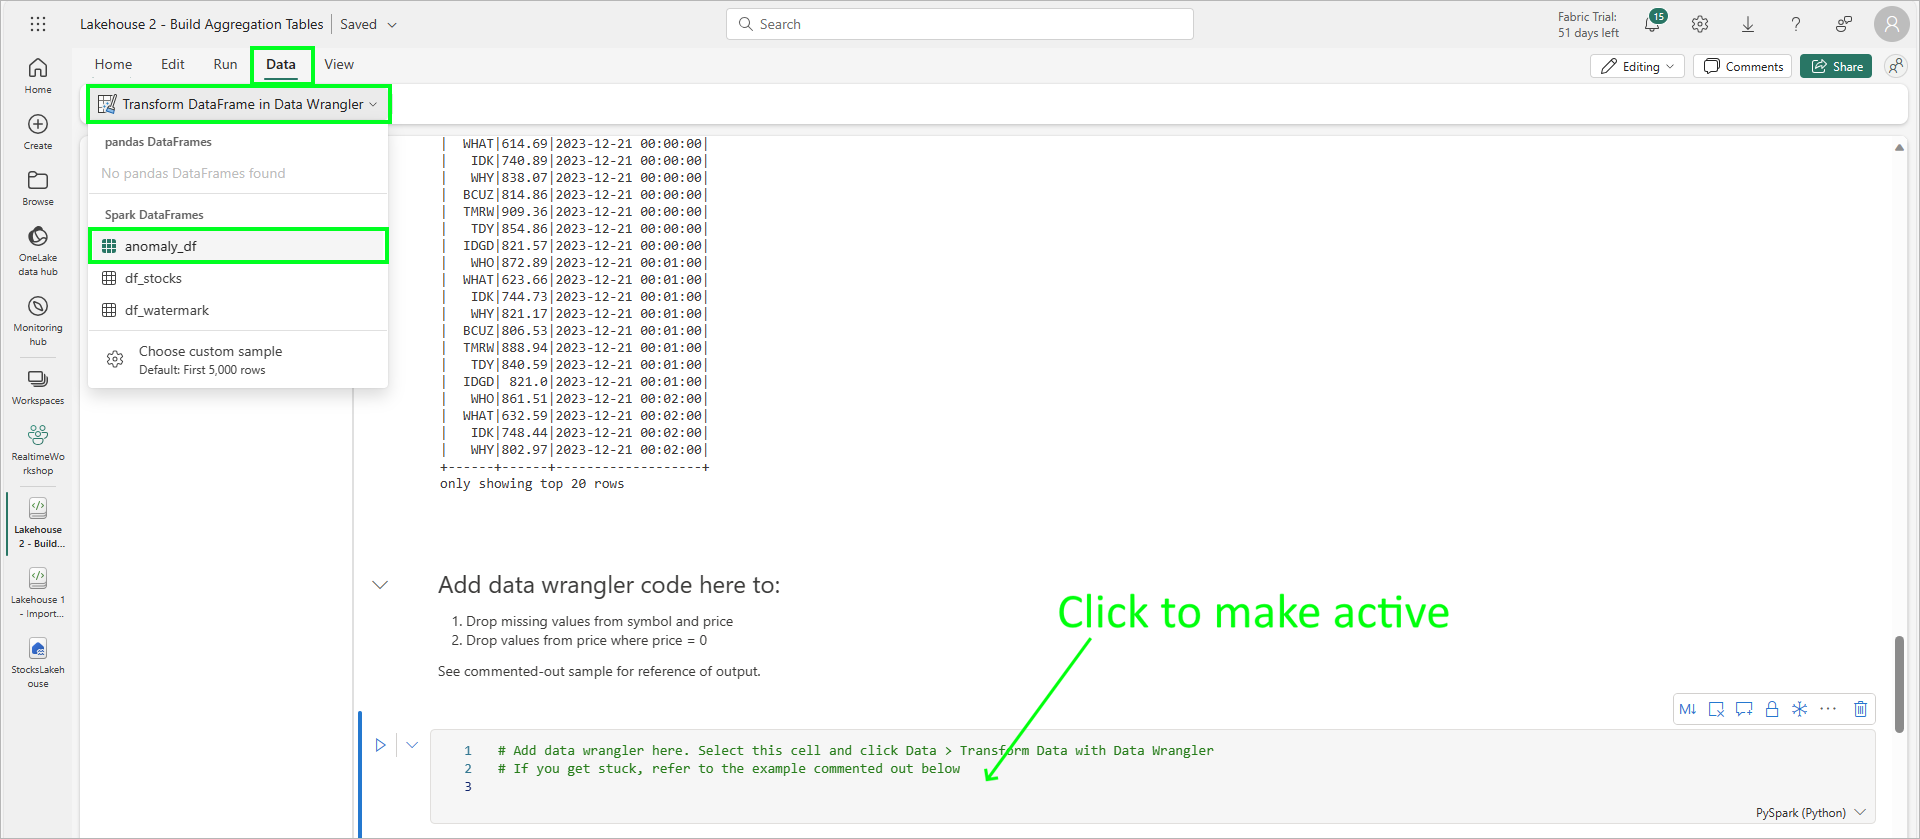 Lakehouse 2 - Build Aggregation Tables | Saved
Search
Fabric Trial:
51 days left
15
Home Edit Run Data View
Editing
Comments
Share
Transform DataFrame in Data Wrangler
pandas DataFrames
No pandas DataFrames found
Spark DataFrames
anomaly_df
df_stocks
df_watermark
Choose custom sample
Default: First 5,000 rows
Home
Create
Browse
OneLake
data hub
Monitoring
hub
Workspaces
RealtimeWo
rkshop
Lakehouse
2 - Build...
Lakehouse 1
- Import...
StocksLakeh
ouse
|  WHAT|614.69|2023-12-21 00:00:00|
|   IDK|740.89|2023-12-21 00:00:00|
|   WHY|838.07|2023-12-21 00:00:00|
|  BCUZ|814.86|2023-12-21 00:00:00|
|  TMRW|909.36|2023-12-21 00:00:00|
|   TDY|854.86|2023-12-21 00:00:00|
|  IDGD|821.57|2023-12-21 00:00:00|
|   WHO|872.89|2023-12-21 00:01:00|
|  WHAT|623.66|2023-12-21 00:01:00|
|   IDK|744.73|2023-12-21 00:01:00|
|   WHY|821.17|2023-12-21 00:01:00|
|  BCUZ|806.53|2023-12-21 00:01:00|
|  TMRW|888.94|2023-12-21 00:01:00|
|   TDY|840.59|2023-12-21 00:01:00|
|  IDGD| 821.0|2023-12-21 00:01:00|
|   WHO|861.51|2023-12-21 00:02:00|
|  WHAT|632.59|2023-12-21 00:02:00|
|   IDK|748.44|2023-12-21 00:02:00|
|   WHY|802.97|2023-12-21 00:02:00|
+------+------+-------------------+
only showing top 20 rows
Add data wrangler code here to:
1. Drop missing values from symbol and price
2. Drop values from price where price = 0
See commented-out sample for reference of output.
Click to make active
M↓
1 # Add data wrangler here. Select this cell and click Data > Transform Data with Data Wrangler
2 # If you get stuck, refer to the example commented out below
3
PySpark (Python)